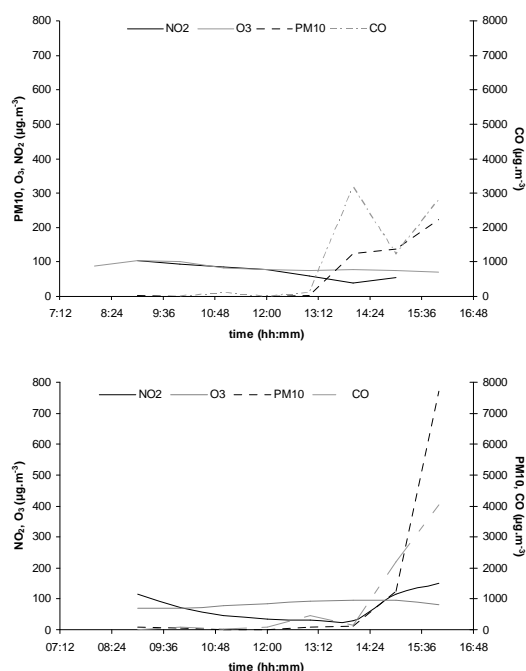 800 8000
NO2 O3 PM10 CO
700 7000
600 6000
500 5000
400 4000
300 3000
200 2000
100 1000
0 0
PM10, O3, NO2 (µg.m-3)
CO (µg.m-3)
7:12 8:24 9:36 10:48 12:00 13:12 14:24 15:36 16:48
time (hh:mm)
800 8000
NO2 O3 PM10 CO
700 7000
600 6000
500 5000
400 4000
300 3000
200 2000
100 1000
0 0
NO2, O3 (µg.m-3)
PM10, CO (µg.m-3)
07:12 08:24 09:36 10:48 12:00 13:12 14:24 15:36 16:48
time (hh:mm)